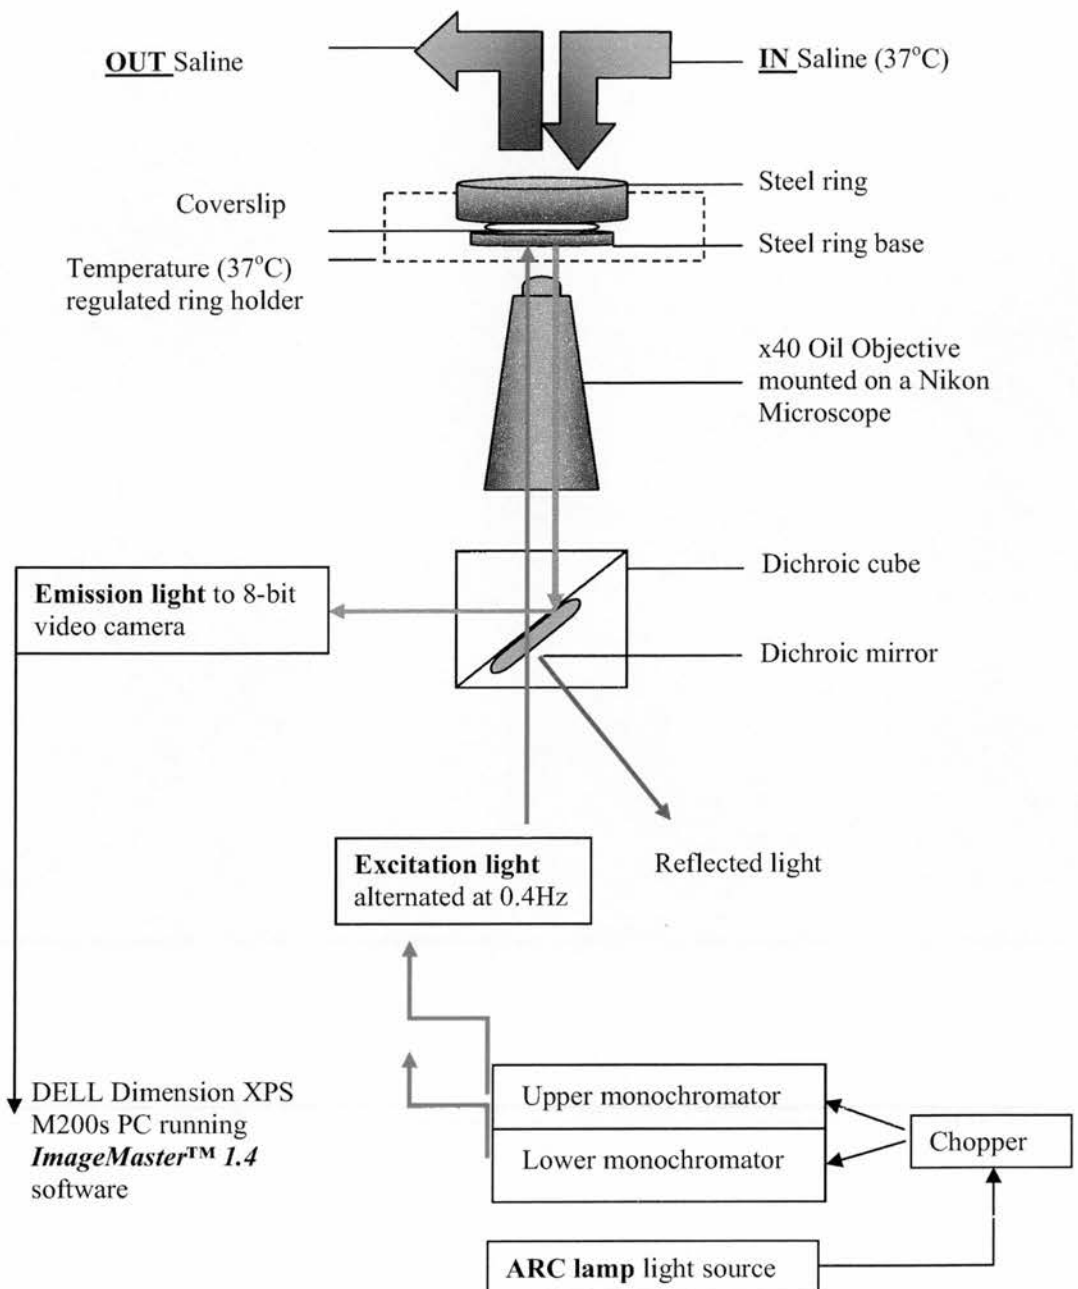 OUT Saline
IN Saline (37°C)
Steel ring
Coverslip
Steel ring base
Temperature (37°C)
regulated ring holder
x40 Oil Objective
mounted on a Nikon
Microscope
Dichroic cube
Emission light to 8-bit
video camera
Dichroic mirror
Excitation light
alternated at 0.4Hz
Reflected light
DELL Dimension XPS
M200s PC running
ImageMaster™ 1.4
software
Upper monochromator
Lower monochromator
Chopper
ARC lamp light source